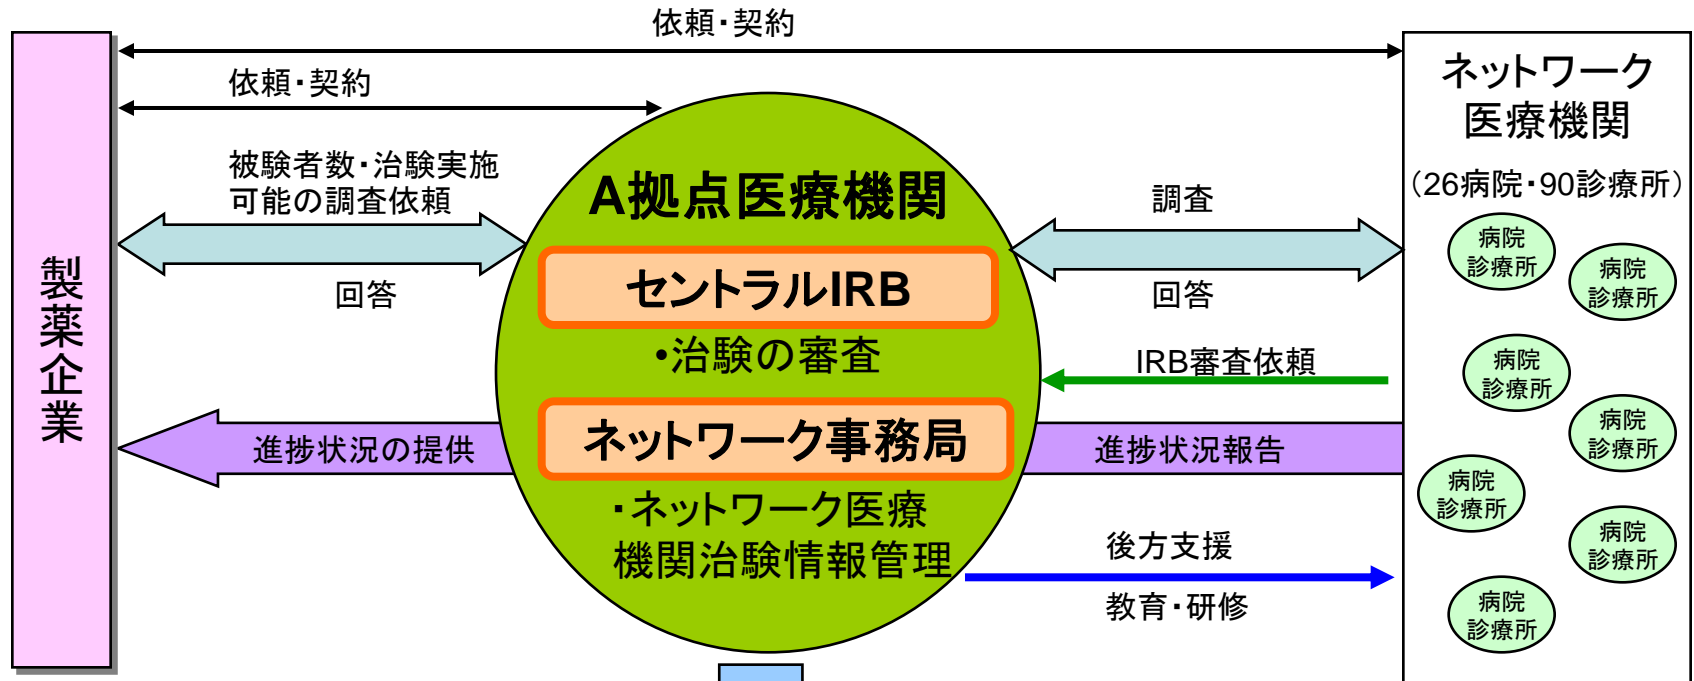 依頼・契約
依頼・契約
製薬企業
被験者数・治験実施
可能の調査依頼
回答
進捗状況の提供
A拠点医療機関
セントラルIRB
・治験の審査
ネットワーク事務局
・ネットワーク医療
機関治験情報管理
調査
回答
IRB審査依頼
進捗状況報告
後方支援
教育・研修
ネットワーク
医療機関
（26病院・90診療所）
病院
診療所
病院
診療所
病院
診療所
病院
診療所
病院
診療所
病院
診療所
病院
診療所